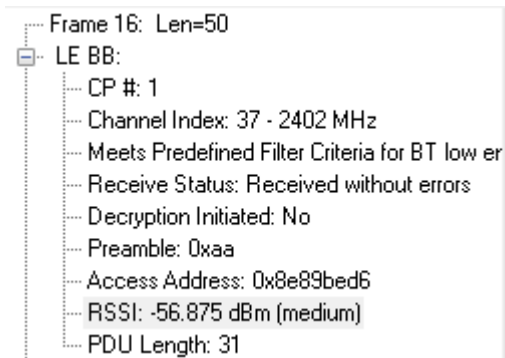 Frame 16: Len=50
LE BB:
CP #: 1
Channel Index: 37 - 2402 MHz
Meets Predefined Filter Criteria for BT low er
Receive Status: Received without errors
Decryption Initiated: No
Preamble: 0xaa
Access Address: 0x8e89bed6
RSSI: -56.875 dBm (medium)
PDU Length: 31